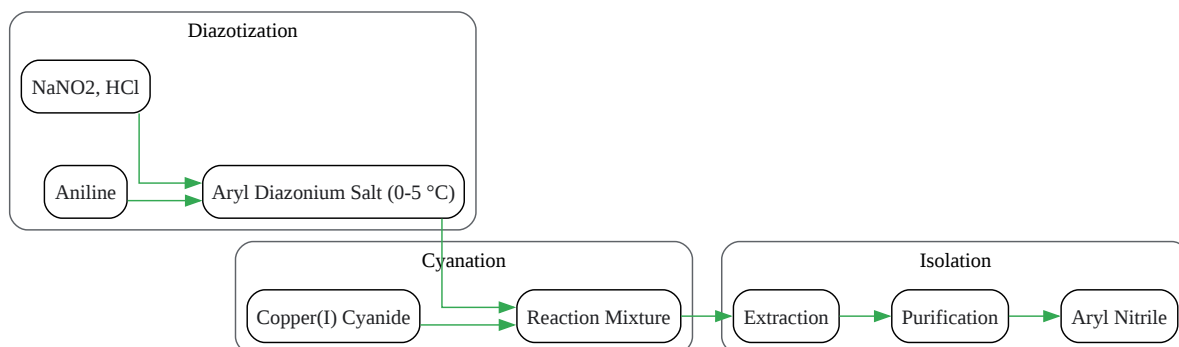 Diazotization
NaNO2, HCl
Aniline
Aryl Diazonium Salt (0-5 °C)
Cyanation
Copper(I) Cyanide
Reaction Mixture
Isolation
Extraction
Purification
Aryl Nitrile